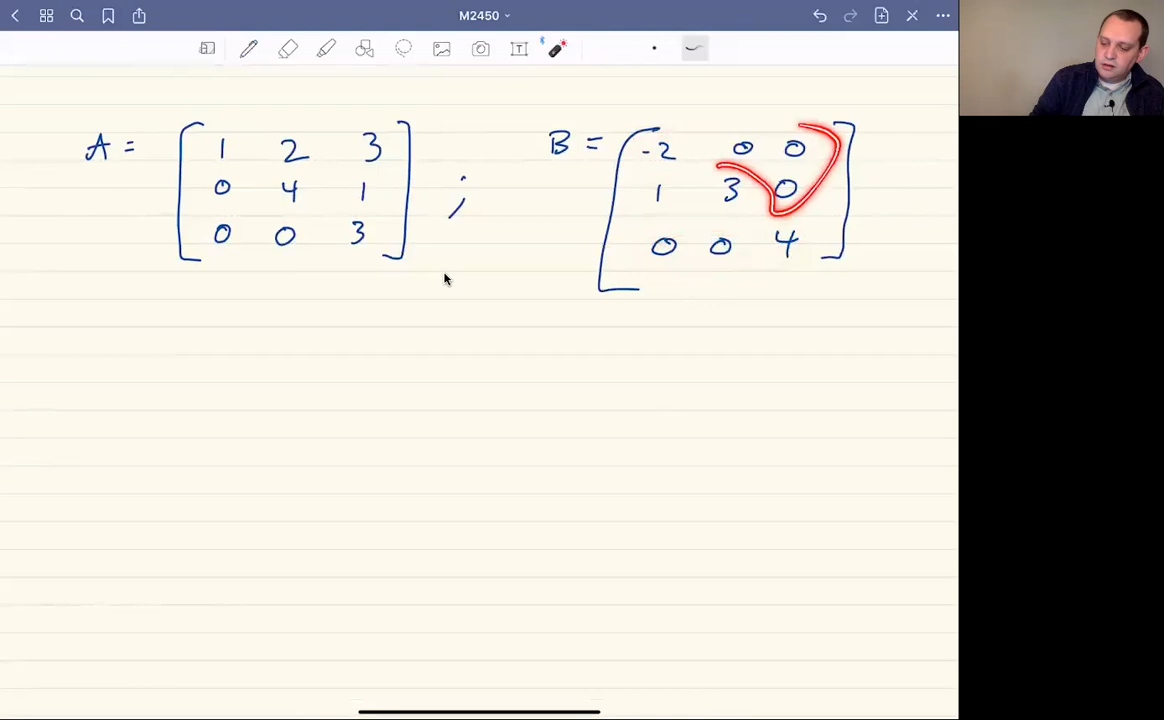 M2450
A = [ 1 2 3 ; B = [ -2 0 0 ]
0 4 1 1 3 0
0 0 3 ] 0 0 4 ]